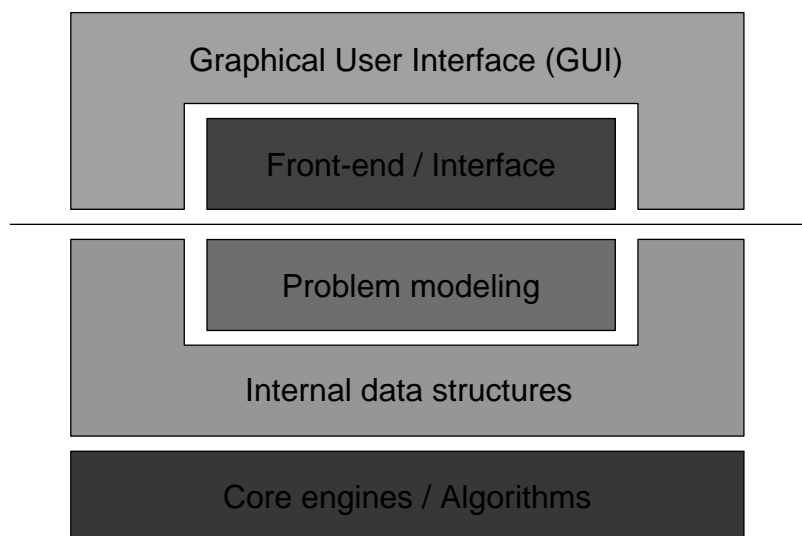 Graphical User Interface (GUI)
Front-end / Interface
Problem modeling
Internal data structures
Core engines / Algorithms